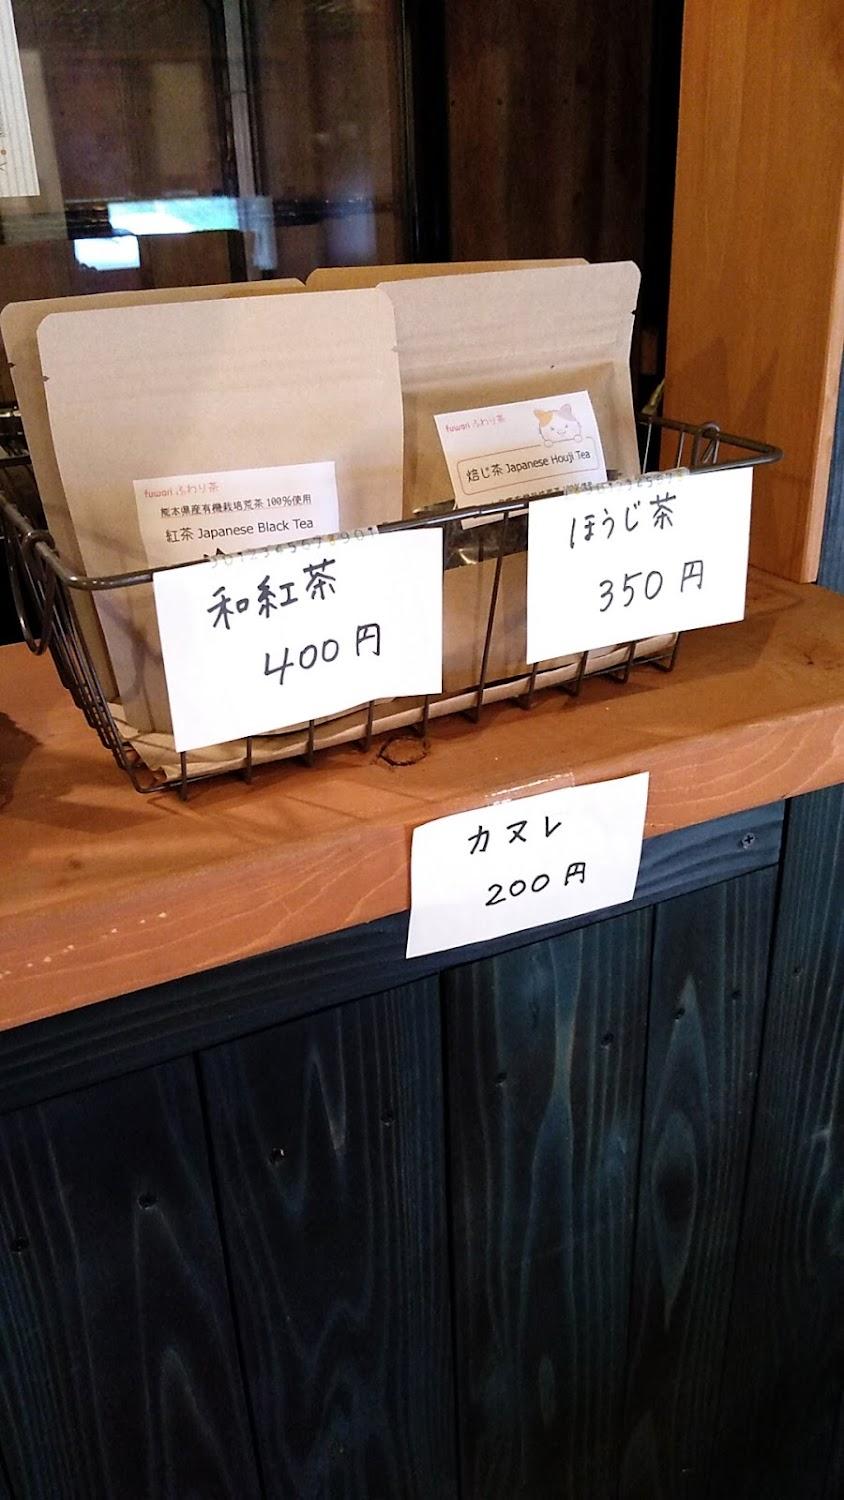 fuwari ふわり茶
熊本県産有機栽培荒茶 100%使用
紅茶 Japanese Black Tea
和紅茶
400円
fuwari ふわり茶
焙じ茶 Japanese Houji Tea
ほうじ茶
350円
カヌレ
200円